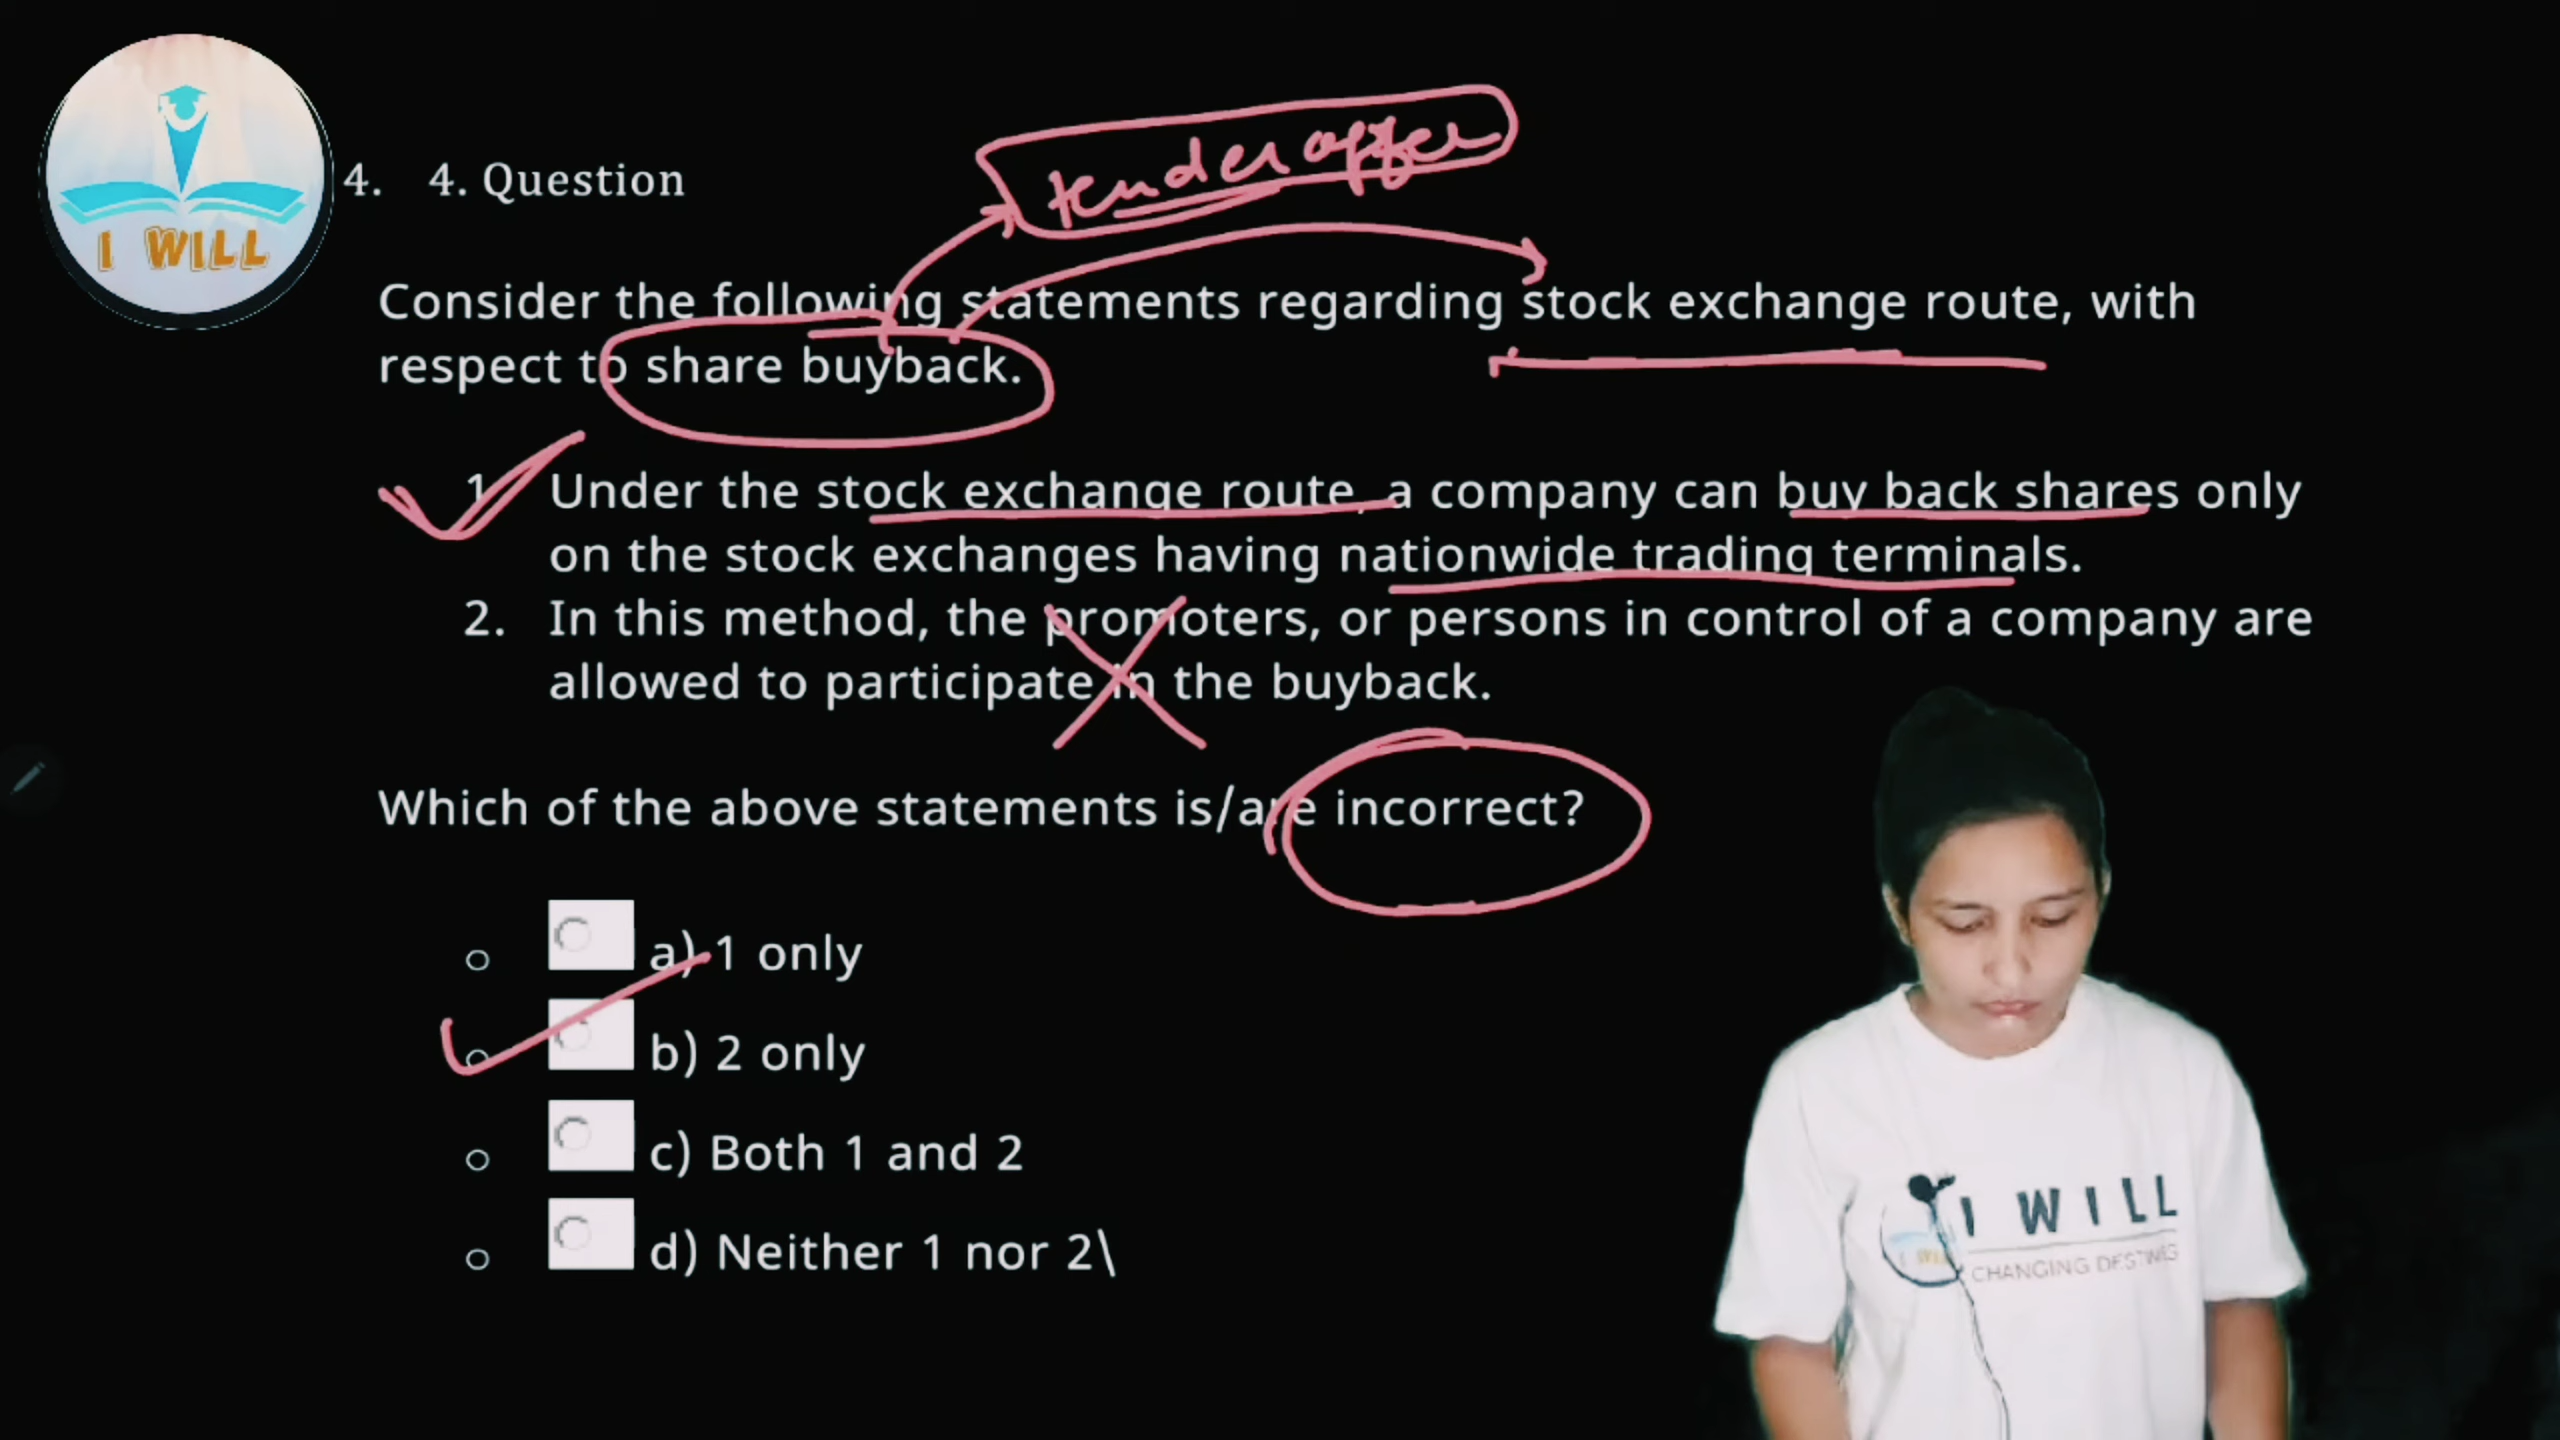 I WILL
4. 4. Question
tender offer
Consider the following statements regarding stock exchange route, with
respect to share buyback.
1. Under the stock exchange route, a company can buy back shares only
on the stock exchanges having nationwide trading terminals.
2. In this method, the promoters, or persons in control of a company are
allowed to participate in the buyback.
Which of the above statements is/are incorrect?
a) 1 only
b) 2 only
c) Both 1 and 2
d) Neither 1 nor 2\
I WILL
CHANGING DESTINIES